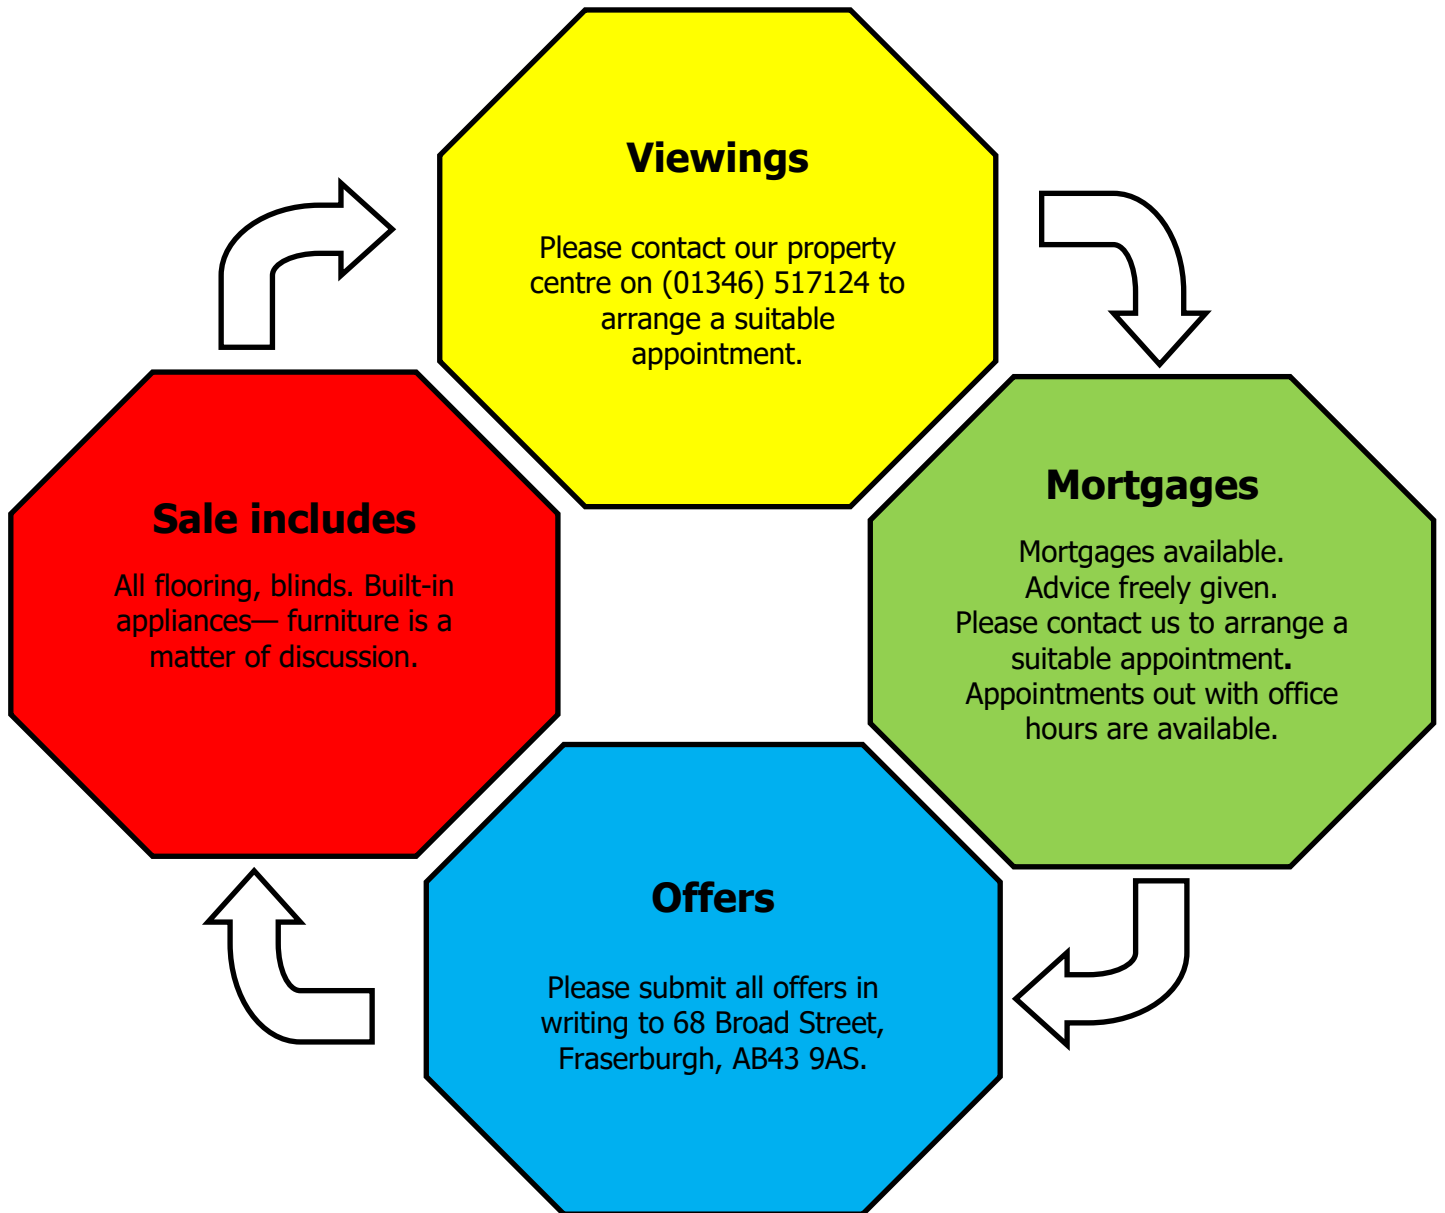 Viewings
Please contact our property
centre on (01346) 517124 to
arrange a suitable
appointment.
Mortgages
Mortgages available.
Advice freely given.
Please contact us to arrange a
suitable appointment.
Appointments out with office
hours are available.
Offers
Please submit all offers in
writing to 68 Broad Street,
Fraserburgh, AB43 9AS.
Sale includes
All flooring, blinds. Built-in
appliances— furniture is a
matter of discussion.